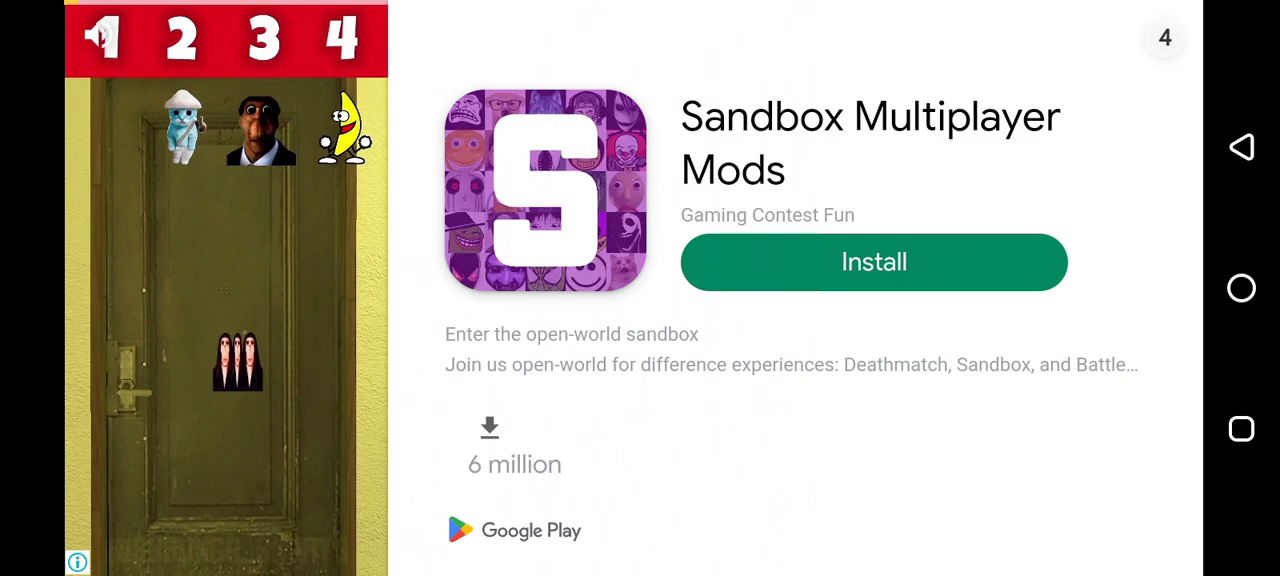 1 2 3 4
4
S
Sandbox Multiplayer
Mods
Gaming Contest Fun
Install
Enter the open-world sandbox
Join us open-world for difference experiences: Deathmatch, Sandbox, and Battle...
6 million
Google Play